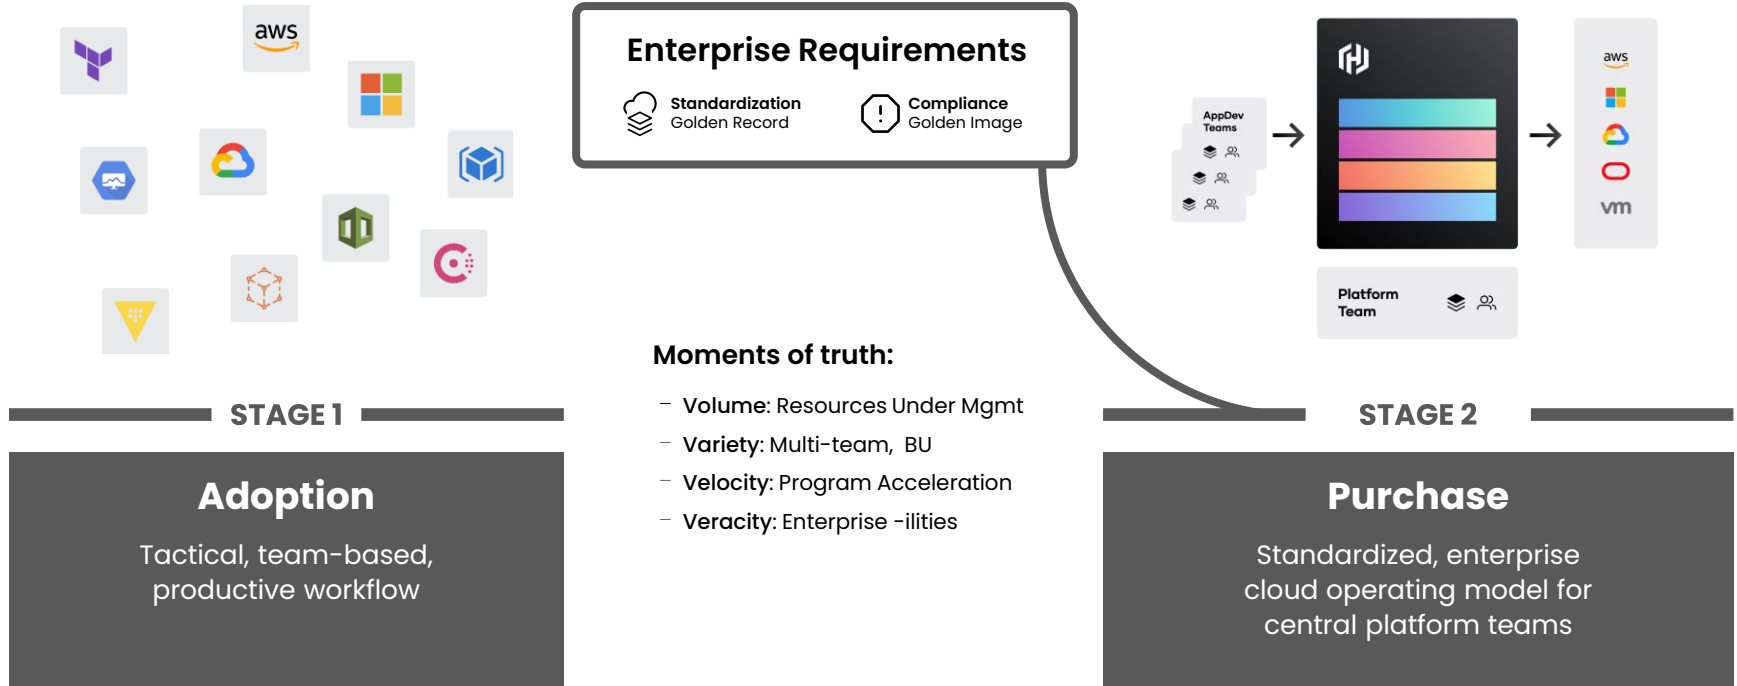 aws
Enterprise Requirements
Standardization
Golden Record
Compliance
Golden Image
AppDev
Teams
aws
vm
Platform
Team
Moments of truth:
– Volume: Resources Under Mgmt
– Variety: Multi-team, BU
– Velocity: Program Acceleration
– Veracity: Enterprise -ilities
STAGE 1
Adoption
Tactical, team-based,
productive workflow
STAGE 2
Purchase
Standardized, enterprise
cloud operating model for
central platform teams